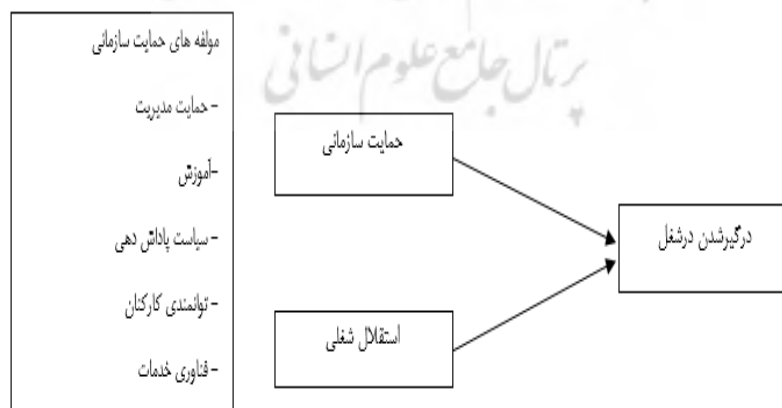 پرتال جامع علوم انسانی
مولفه های حمایت سازمانی
- حمایت مدیریت
-آموزش
- سیاست پاداش دهی
- توانمندی کارکنان
- فناوری خدمات
حمایت سازمانی
استقلال شغلی
درگیرشدن درشغل